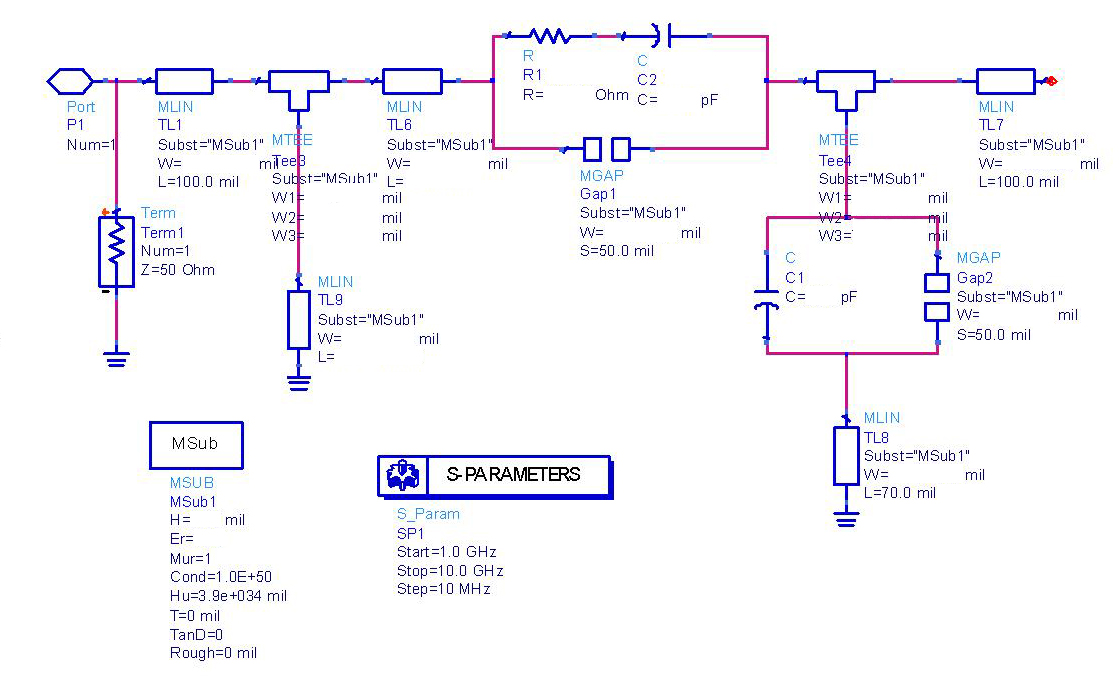 Port
P1
Num=1
MLIN
TL1
Subst="MSub1"
W= mil
L=100.0 mil
MTEE
Tee3
Subst="MSub1"
W1= mil
W2= mil
W3= mil
MLIN
TL6
Subst="MSub1"
W= mil
L=
R
R1
R= Ohm
C
C2
C= pF
MGAP
Gap1
Subst="MSub1"
W= mil
S=50.0 mil
MTEE
Tee4
Subst="MSub1"
W1= mil
W2= mil
W3= mil
MLIN
TL7
Subst="MSub1"
W= mil
L=100.0 mil
Term
Term1
Num=1
Z=50 Ohm
MLIN
TL9
Subst="MSub1"
W= mil
L=
C
C1
C= pF
MGAP
Gap2
Subst="MSub1"
W= mil
S=50.0 mil
MLIN
TL8
Subst="MSub1"
W= mil
L=70.0 mil
MSub
MSUB
MSub1
H= mil
Er=
Mur=1
Cond=1.0E+50
Hu=3.9e+034 mil
T=0 mil
TanD=0
Rough=0 mil
S-PARAMETERS
S_Param
SP1
Start=1.0 GHz
Stop=10.0 GHz
Step=10 MHz